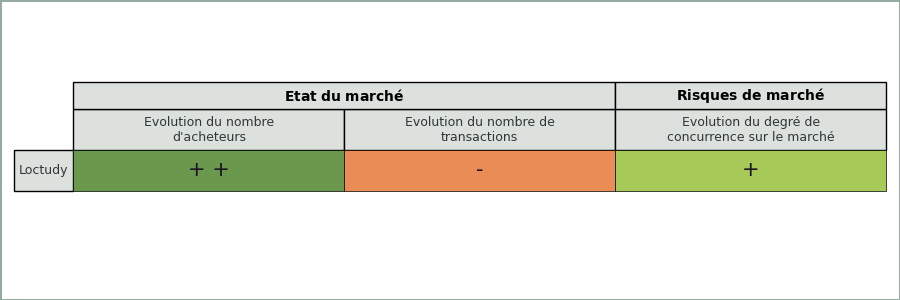 Etat du marché
Risques de marché
Evolution du nombre
d'acheteurs
Evolution du nombre de
transactions
Evolution du degré de
concurrence sur le marché
Loctudy
+ +
-
+